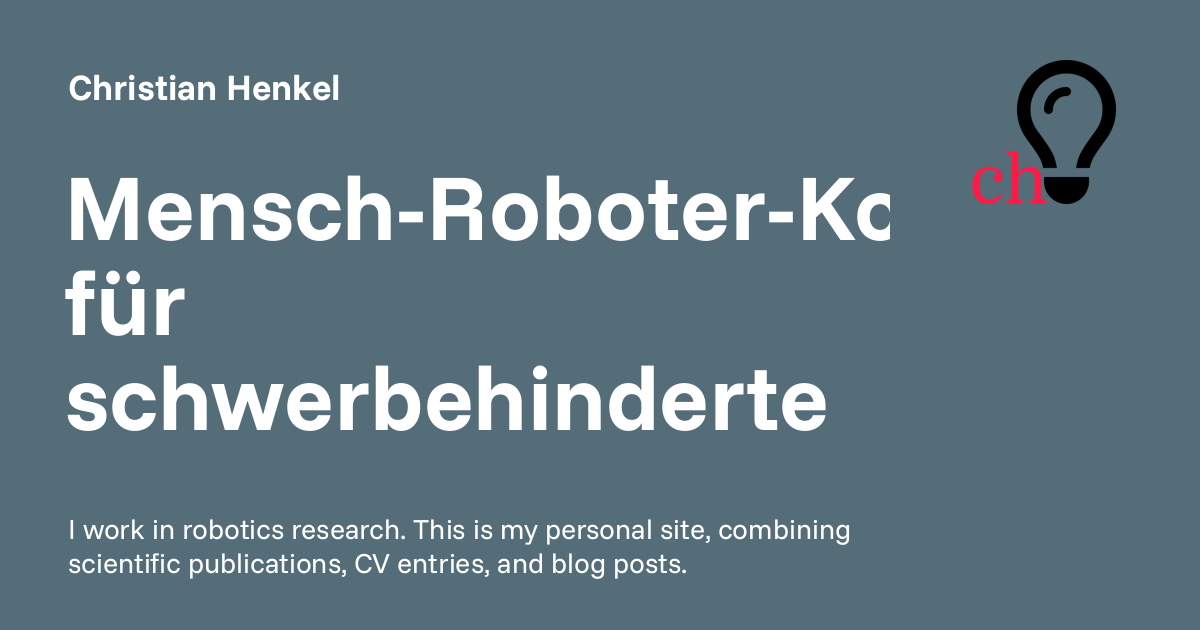 Christian Henkel
ch
Mensch-Roboter-Ko
für
schwerbehinderte
I work in robotics research. This is my personal site, combining
scientific publications, CV entries, and blog posts.